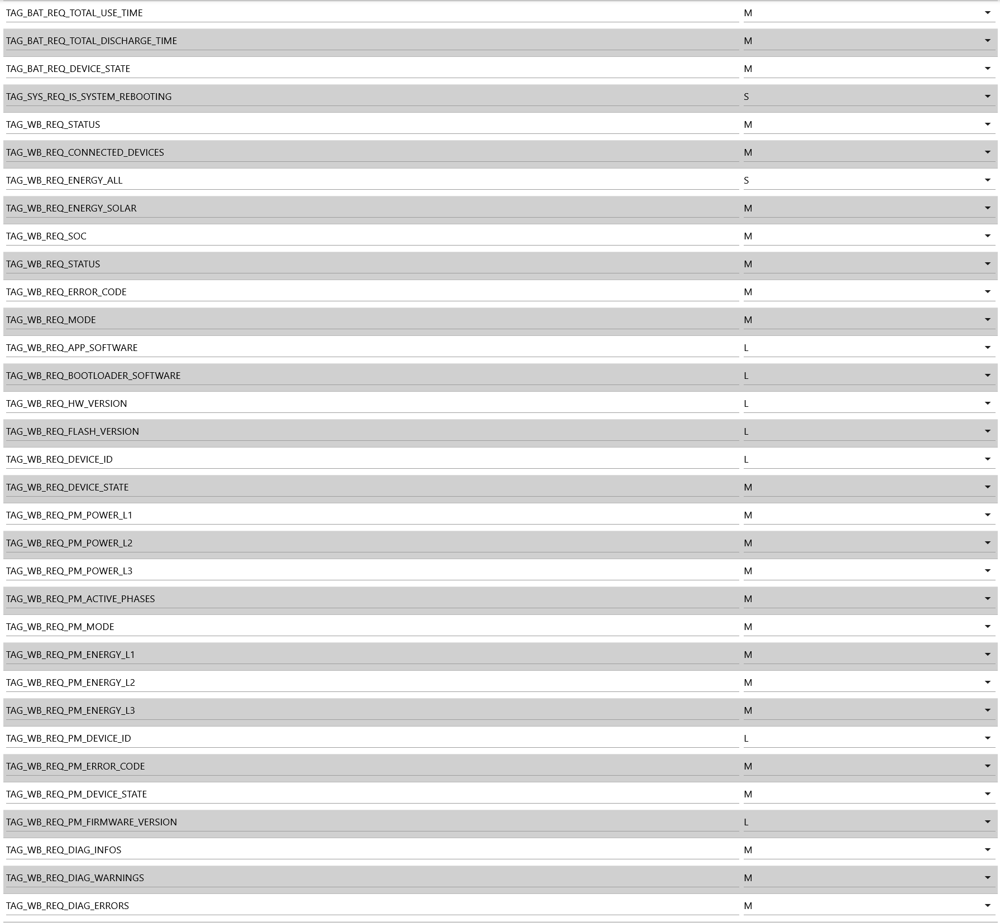 TAG_BAT_REQ_TOTAL_USE_TIME M
TAG_BAT_REQ_TOTAL_DISCHARGE_TIME M
TAG_BAT_REQ_DEVICE_STATE M
TAG_SYS_REQ_IS_SYSTEM_REBOOTING S
TAG_WB_REQ_STATUS M
TAG_WB_REQ_CONNECTED_DEVICES M
TAG_WB_REQ_ENERGY_ALL S
TAG_WB_REQ_ENERGY_SOLAR M
TAG_WB_REQ_SOC M
TAG_WB_REQ_STATUS M
TAG_WB_REQ_ERROR_CODE M
TAG_WB_REQ_MODE M
TAG_WB_REQ_APP_SOFTWARE L
TAG_WB_REQ_BOOTLOADER_SOFTWARE L
TAG_WB_REQ_HW_VERSION L
TAG_WB_REQ_FLASH_VERSION L
TAG_WB_REQ_DEVICE_ID L
TAG_WB_REQ_DEVICE_STATE M
TAG_WB_REQ_PM_POWER_L1 M
TAG_WB_REQ_PM_POWER_L2 M
TAG_WB_REQ_PM_POWER_L3 M
TAG_WB_REQ_PM_ACTIVE_PHASES M
TAG_WB_REQ_PM_MODE M
TAG_WB_REQ_PM_ENERGY_L1 M
TAG_WB_REQ_PM_ENERGY_L2 M
TAG_WB_REQ_PM_ENERGY_L3 M
TAG_WB_REQ_PM_DEVICE_ID L
TAG_WB_REQ_PM_ERROR_CODE M
TAG_WB_REQ_PM_DEVICE_STATE M
TAG_WB_REQ_PM_FIRMWARE_VERSION L
TAG_WB_REQ_DIAG_INFOS M
TAG_WB_REQ_DIAG_WARNINGS M
TAG_WB_REQ_DIAG_ERRORS M